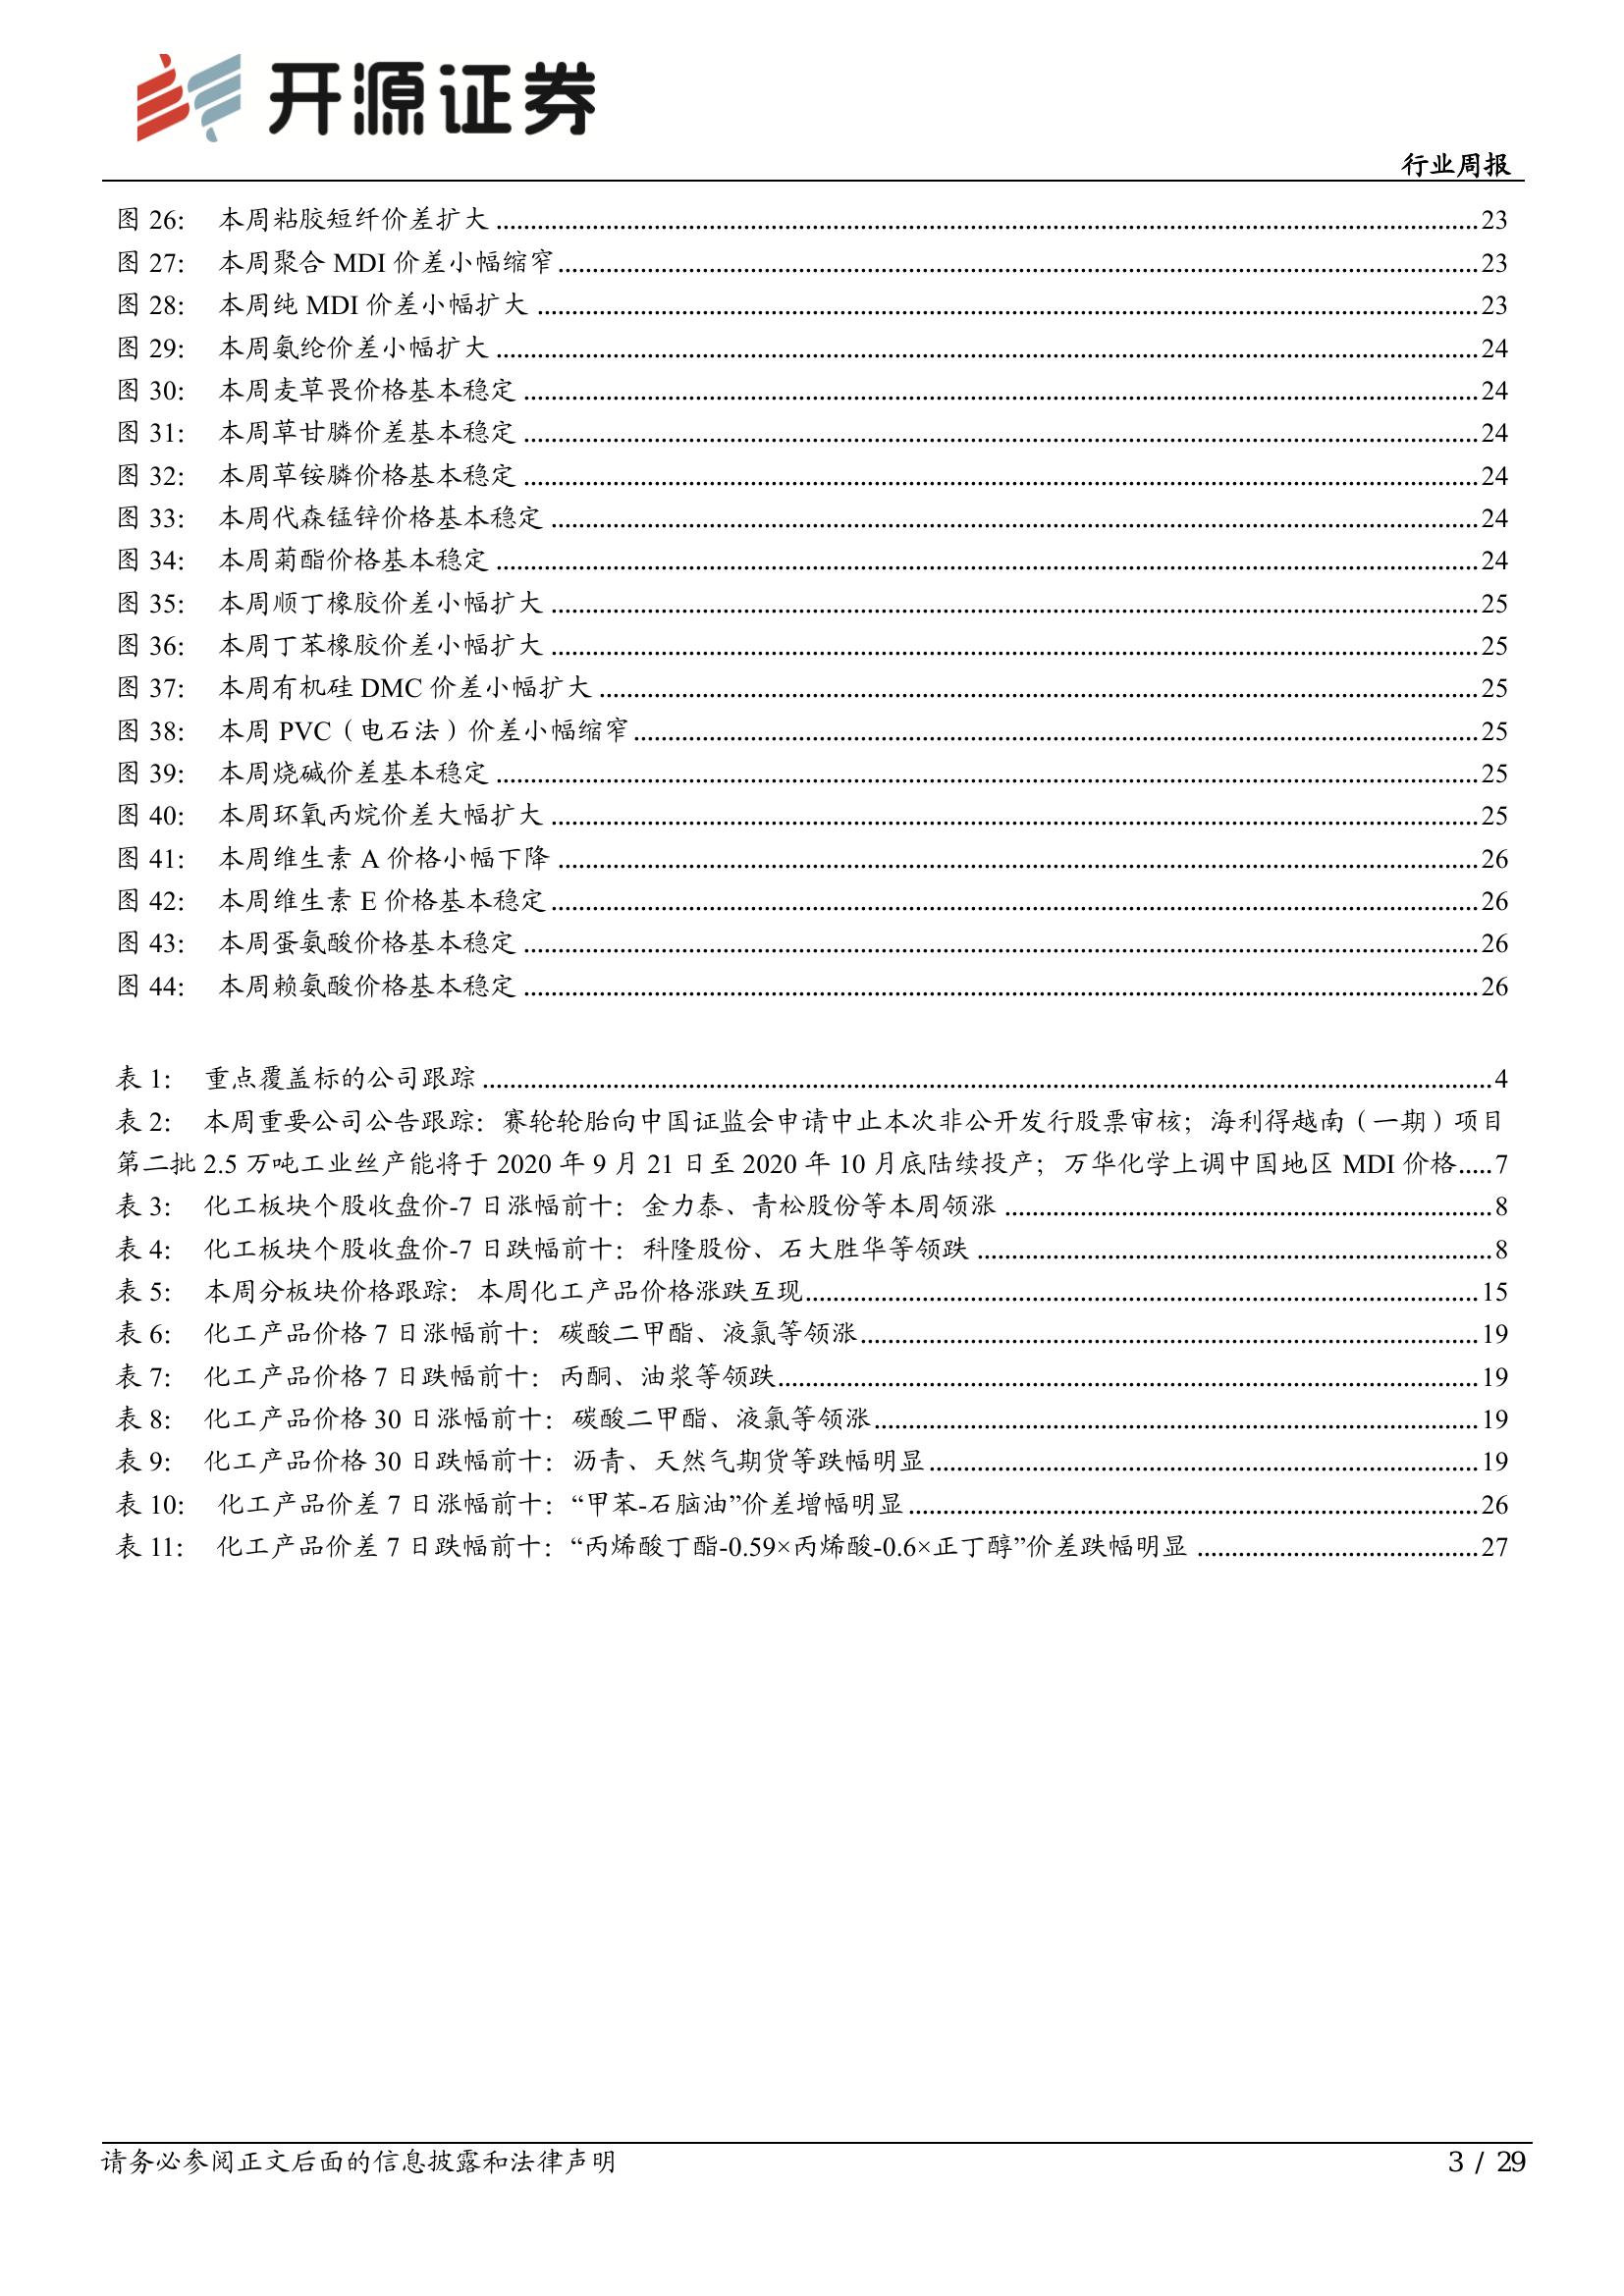 开源证券
行业周报
图 26： 本周粘胶短纤价差扩大 ........ 23
图 27： 本周聚合 MDI 价差小幅缩窄 ........ 23
图 28： 本周纯 MDI 价差小幅扩大 ........ 23
图 29： 本周氨纶价差小幅扩大 ........ 24
图 30： 本周麦草畏价格基本稳定 ........ 24
图 31： 本周草甘膦价差基本稳定 ........ 24
图 32： 本周草铵膦价格基本稳定 ........ 24
图 33： 本周代森锰锌价格基本稳定 ........ 24
图 34： 本周菊酯价格基本稳定 ........ 24
图 35： 本周顺丁橡胶价差小幅扩大 ........ 25
图 36： 本周丁苯橡胶价差小幅扩大 ........ 25
图 37： 本周有机硅 DMC 价差小幅扩大 ........ 25
图 38： 本周 PVC（电石法）价差小幅缩窄 ........ 25
图 39： 本周烧碱价差基本稳定 ........ 25
图 40： 本周环氧丙烷价差大幅扩大 ........ 25
图 41： 本周维生素 A 价格小幅下降 ........ 26
图 42： 本周维生素 E 价格基本稳定 ........ 26
图 43： 本周蛋氨酸价格基本稳定 ........ 26
图 44： 本周赖氨酸价格基本稳定 ........ 26
表 1： 重点覆盖标的公司跟踪 ........ 4
表 2： 本周重要公司公告跟踪：赛轮轮胎向中国证监会申请中止本次非公开发行股票审核；海利得越南（一期）项目
第二批 2.5 万吨工业丝产能将于 2020 年 9 月 21 日至 2020 年 10 月底陆续投产；万华化学上调中国地区 MDI 价格.....7
表 3： 化工板块个股收盘价-7 日涨幅前十：金力泰、青松股份等本周领涨 ........ 8
表 4： 化工板块个股收盘价-7 日跌幅前十：科隆股份、石大胜华等领跌 ........ 8
表 5： 本周分板块价格跟踪：本周化工产品价格涨跌互现 ........ 15
表 6： 化工产品价格 7 日涨幅前十：碳酸二甲酯、液氯等领涨 ........ 19
表 7： 化工产品价格 7 日跌幅前十：丙酮、油浆等领跌 ........ 19
表 8： 化工产品价格 30 日涨幅前十：碳酸二甲酯、液氯等领涨 ........ 19
表 9： 化工产品价格 30 日跌幅前十：沥青、天然气期货等跌幅明显 ........ 19
表 10： 化工产品价差 7 日涨幅前十：“甲苯-石脑油”价差增幅明显 ........ 26
表 11： 化工产品价差 7 日跌幅前十：“丙烯酸丁酯-0.59×丙烯酸-0.6×正丁醇”价差跌幅明显 ........ 27
请务必参阅正文后面的信息披露和法律声明
3 / 29